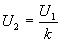 U₂ = U₁/k